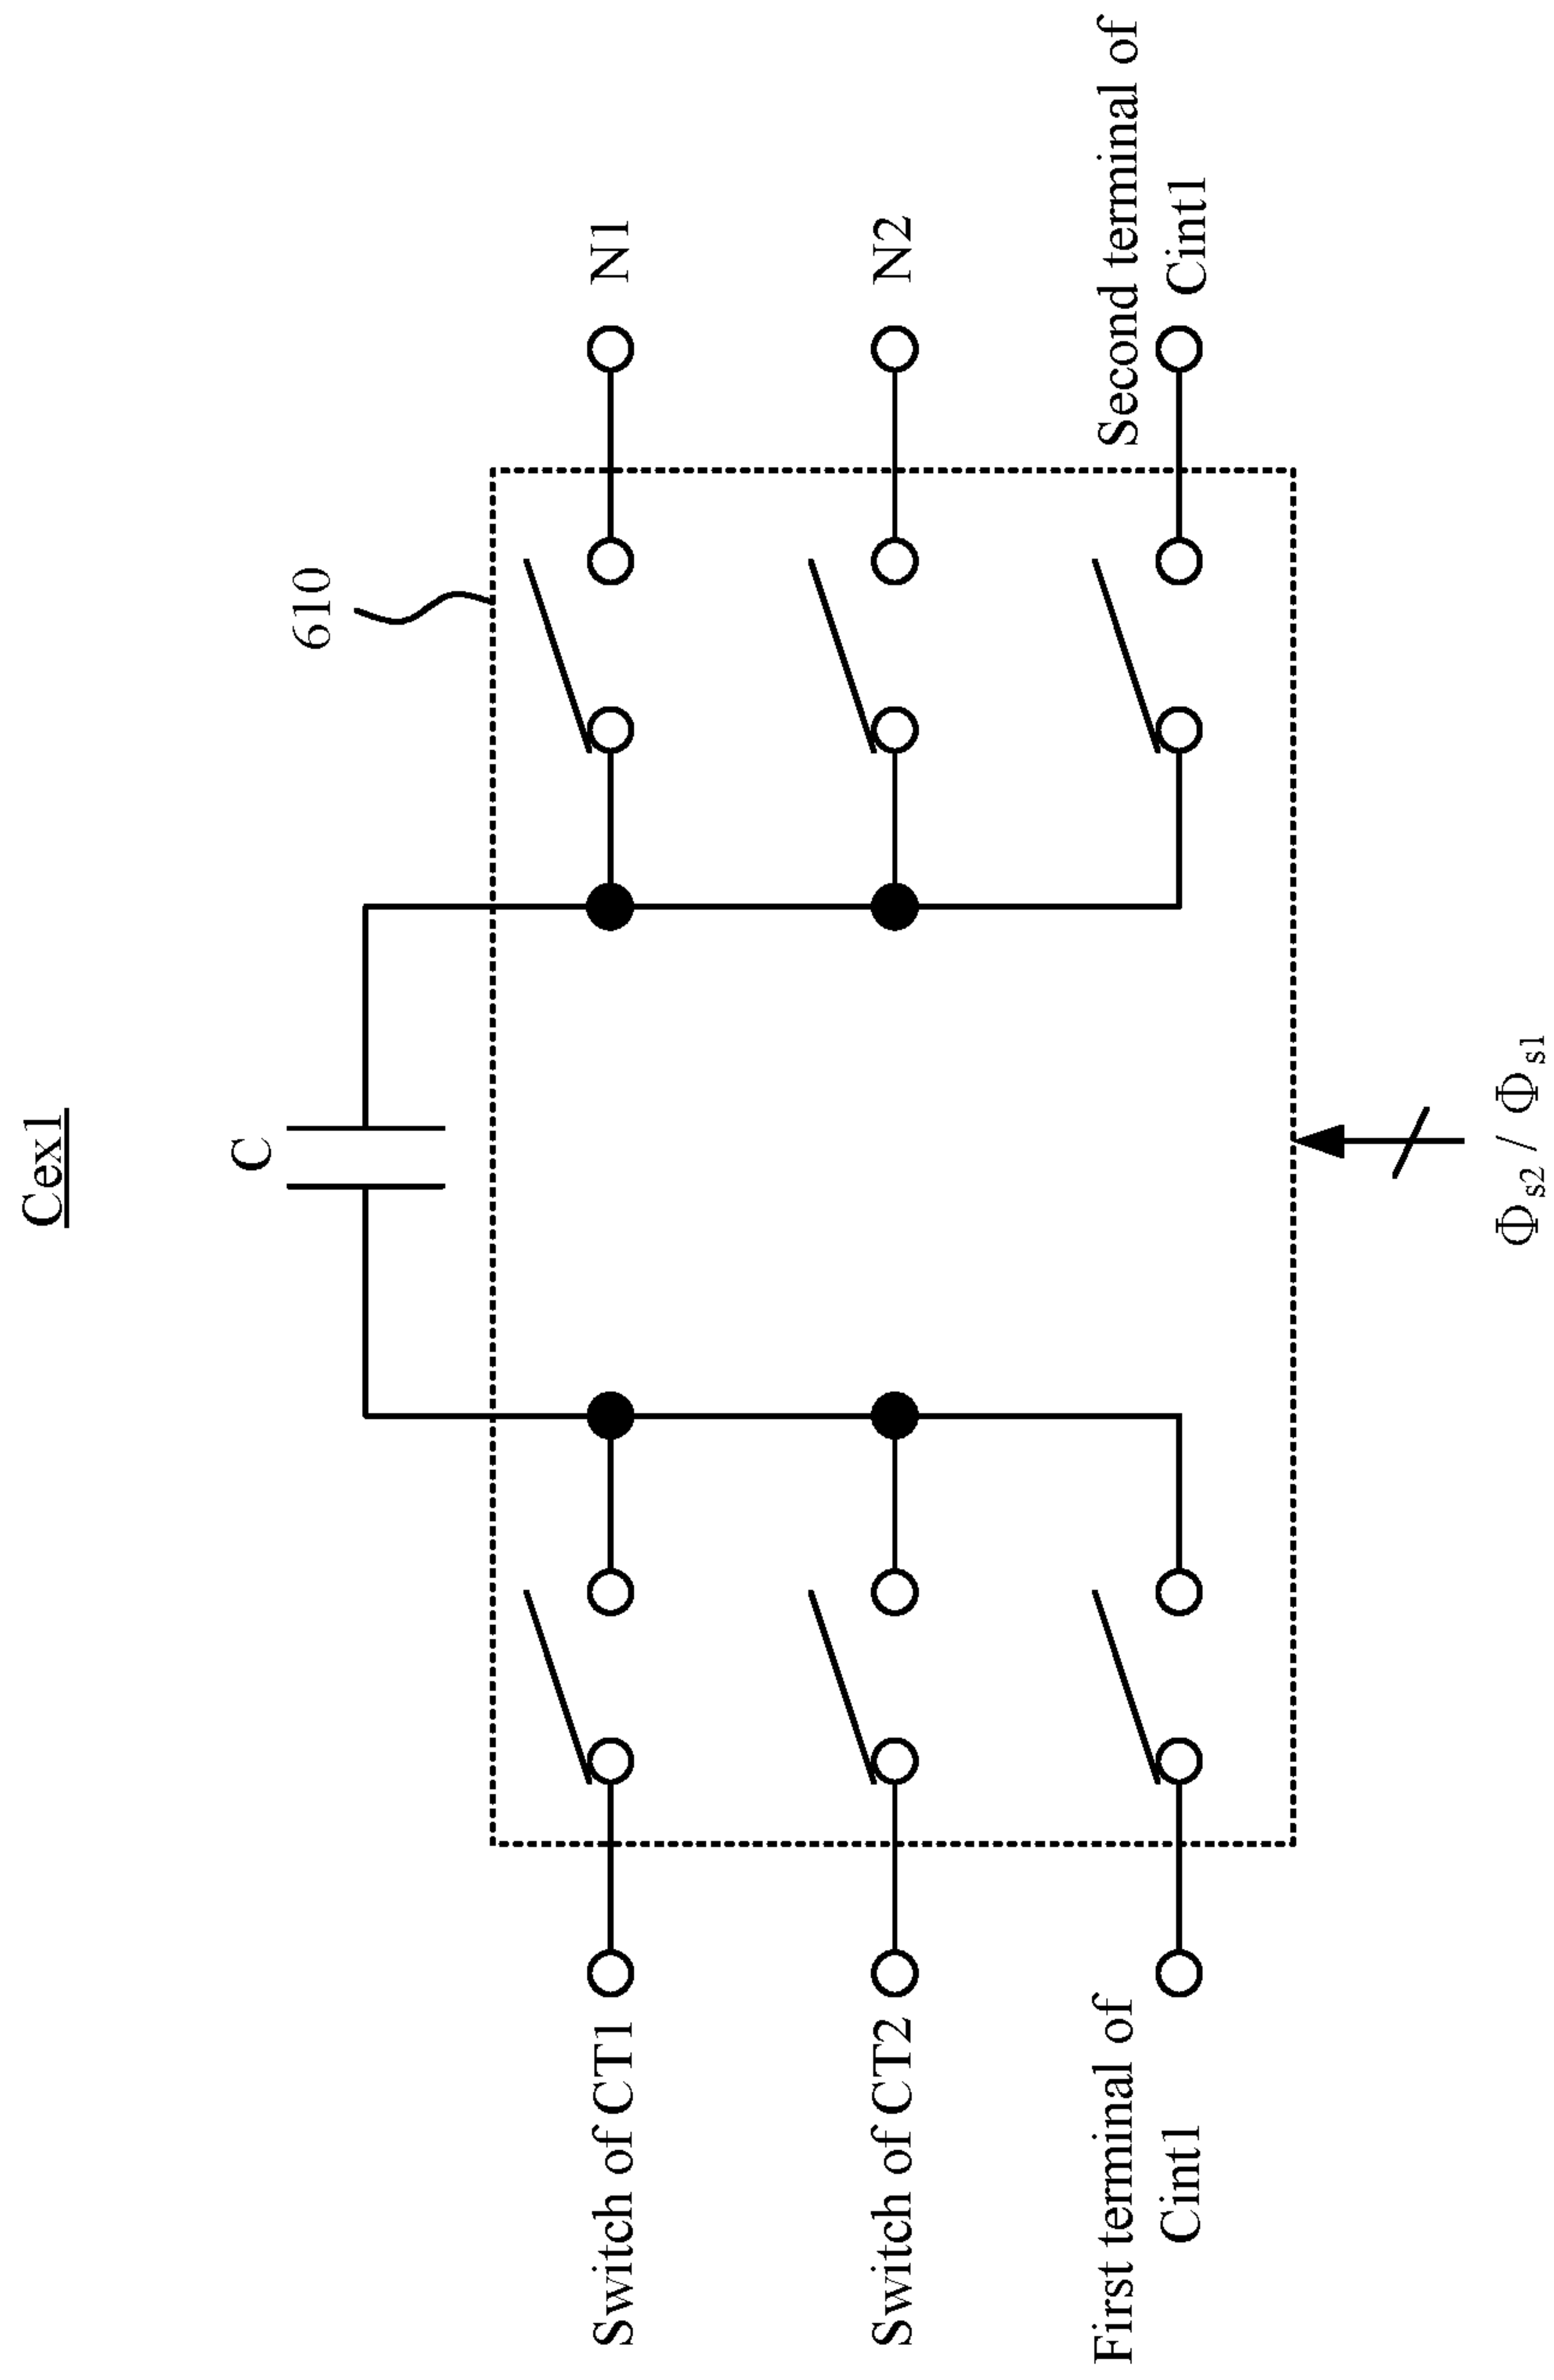 Cex1
C
610
Switch of CT1
N1
Switch of CT2
N2
First terminal of
Cint1
Second terminal of
Cint1
Φs2 / Φs1